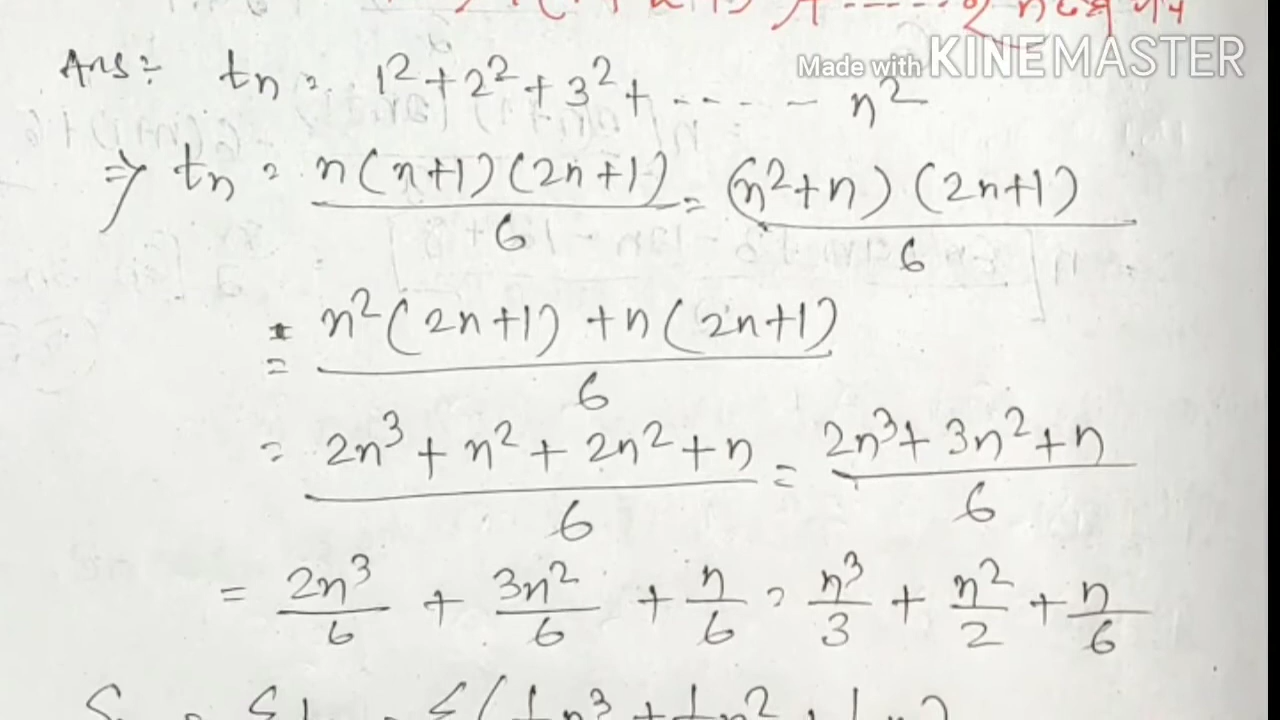 Made with KINEMASTER
Ans: tn = 1² + 2² + 3² + ------ n²
⇒ tn = n(n+1)(2n+1)/6 = (n²+n)(2n+1)/6
= n²(2n+1) + n(2n+1)/6
= 2n³ + n² + 2n² + n/6 = 2n³ + 3n² + n/6
= 2n³/6 + 3n²/6 + n/6 = n³/3 + n²/2 + n/6